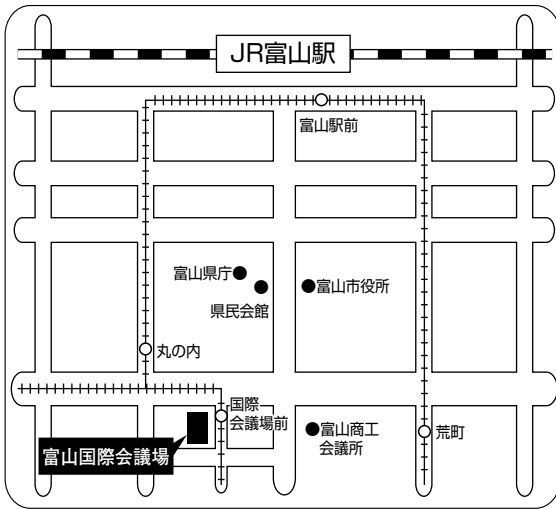 JR富山駅
富山駅前
富山県庁
県民会館
富山市役所
丸の内
国際
会議場前
富山商工
会議所
荒町
富山国際会議場